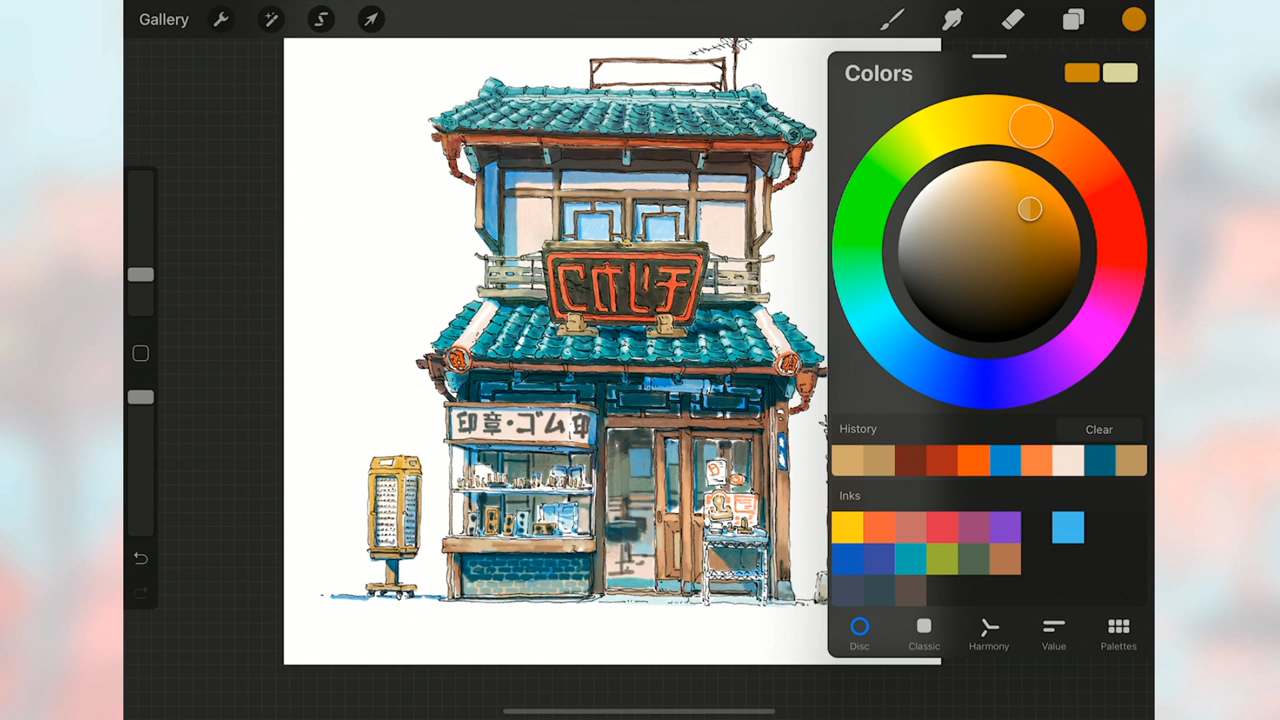 Gallery
Colors
印章・ゴム印
History
Clear
Inks
Disc
Classic
Harmony
Value
Palettes